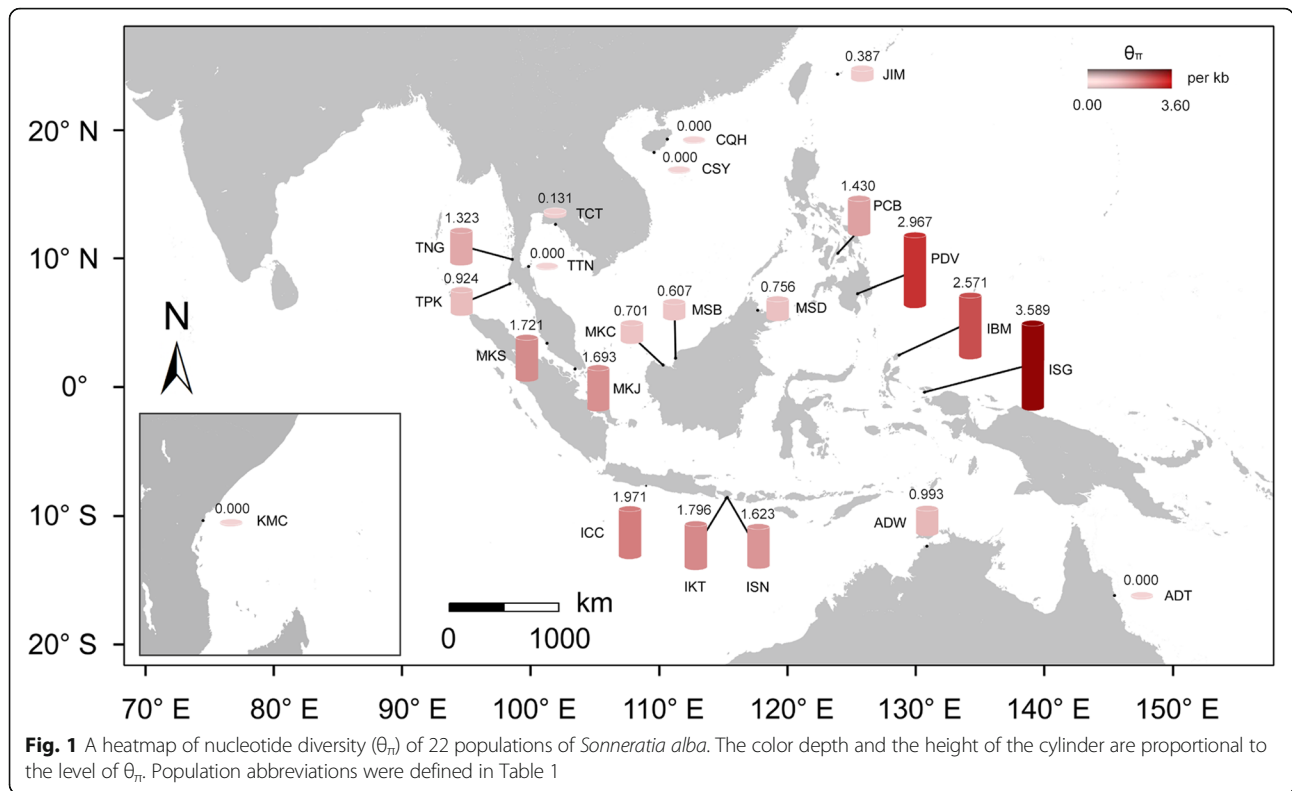 θπ
per kb
0.00 3.60
0.387
JIM
20° N
0.000
CQH
0.000
CSY
1.430
PCB
0.131
TCT
1.323
TNG
2.967
PDV
10° N
0.000
TTN
0.924
TPK
0.607
MSB
0.756
MSD
2.571
IBM
0.701
MKC
3.589
ISG
N
1.721
MKS
1.693
MKJ
0°
0.000
KMC
10° S
1.971
ICC
1.796
IKT
1.623
ISN
0.993
ADW
0.000
ADT
km
0 1000
20° S
70° E 80° E 90° E 100° E 110° E 120° E 130° E 140° E 150° E
Fig. 1 A heatmap of nucleotide diversity (θπ) of 22 populations of Sonneratia alba. The color depth and the height of the cylinder are proportional to
the level of θπ. Population abbreviations were defined in Table 1